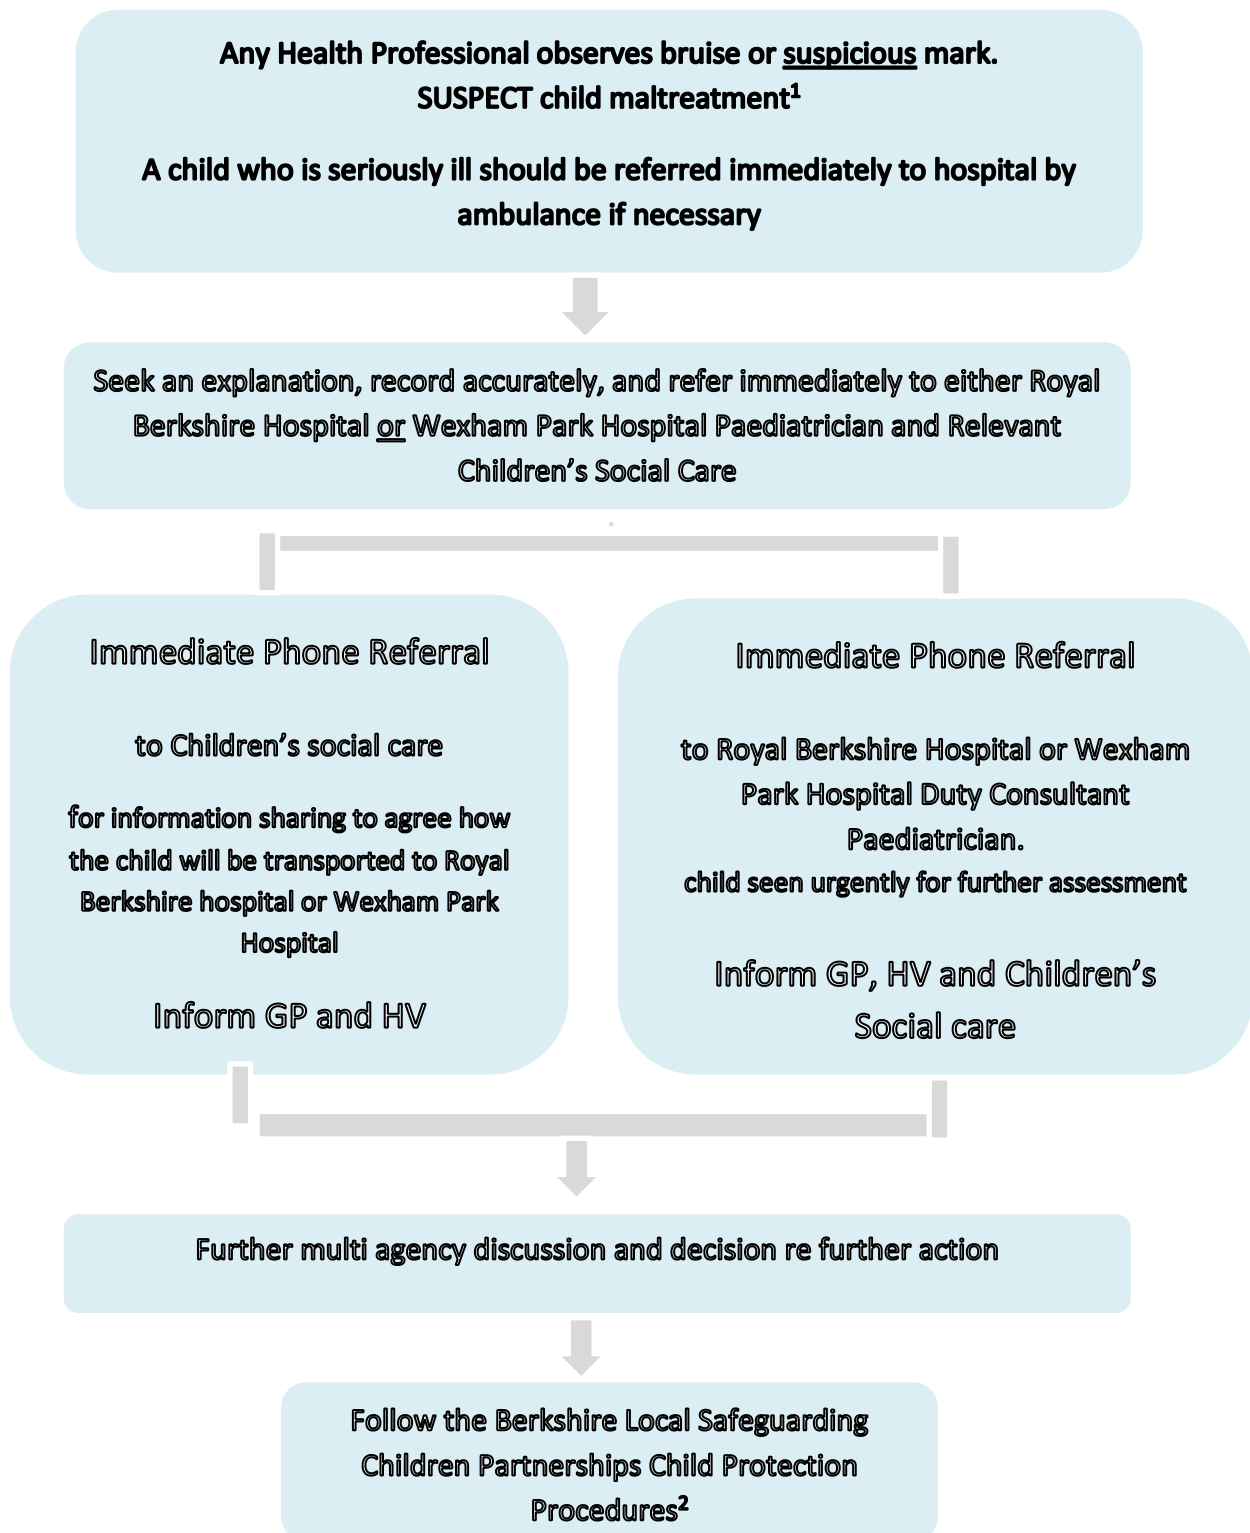 Any Health Professional observes bruise or suspicious mark.
SUSPECT child maltreatment¹
A child who is seriously ill should be referred immediately to hospital by
ambulance if necessary
Seek an explanation, record accurately, and refer immediately to either Royal
Berkshire Hospital or Wexham Park Hospital Paediatrician and Relevant
Children’s Social Care
Immediate Phone Referral
to Children’s social care
for information sharing to agree how
the child will be transported to Royal
Berkshire hospital or Wexham Park
Hospital
Inform GP and HV
Immediate Phone Referral
to Royal Berkshire Hospital or Wexham
Park Hospital Duty Consultant
Paediatrician.
child seen urgently for further assessment
Inform GP, HV and Children’s
Social care
Further multi agency discussion and decision re further action
Follow the Berkshire Local Safeguarding
Children Partnerships Child Protection
Procedures²